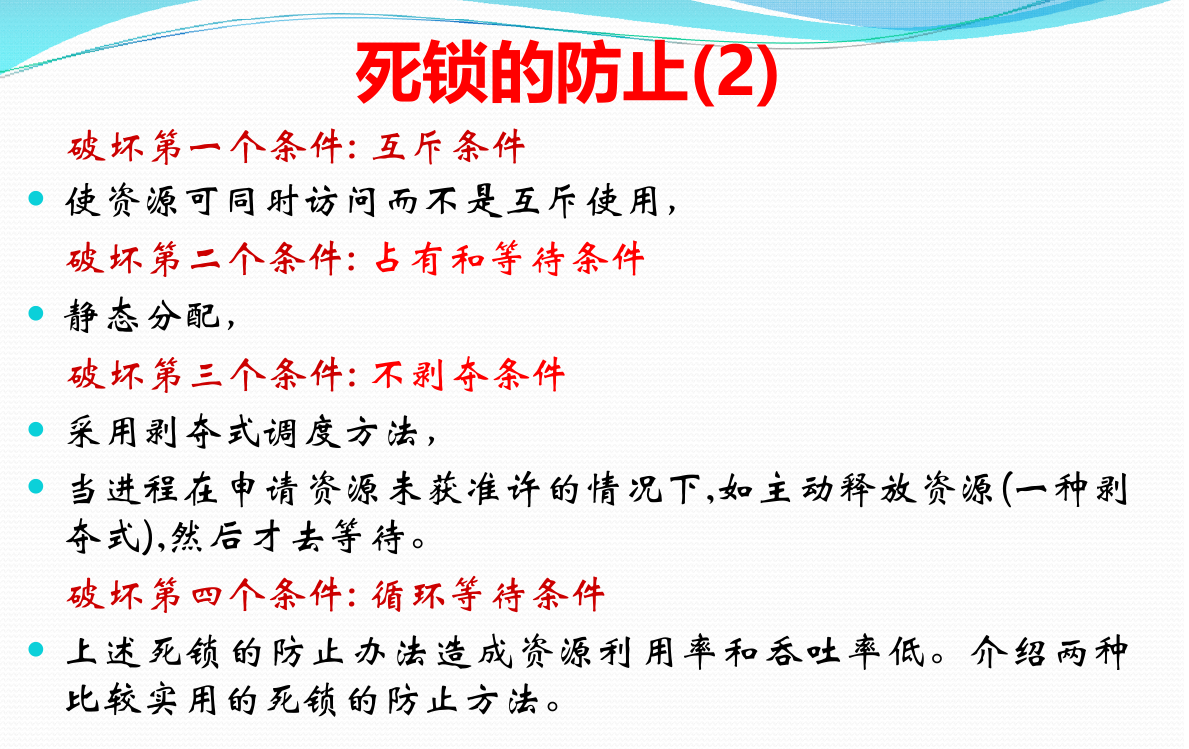 死锁的防止(2)
破坏第一个条件: 互斥条件
使资源可同时访问而不是互斥使用，
破坏第二个条件: 占有和等待条件
静态分配，
破坏第三个条件: 不剥夺条件
采用剥夺式调度方法，
当进程在申请资源未获准许的情况下,如主动释放资源(一种剥
夺式),然后才去等待。
破坏第四个条件: 循环等待条件
上述死锁的防止办法造成资源利用率和吞吐率低。介绍两种
比较实用的死锁的防止方法。